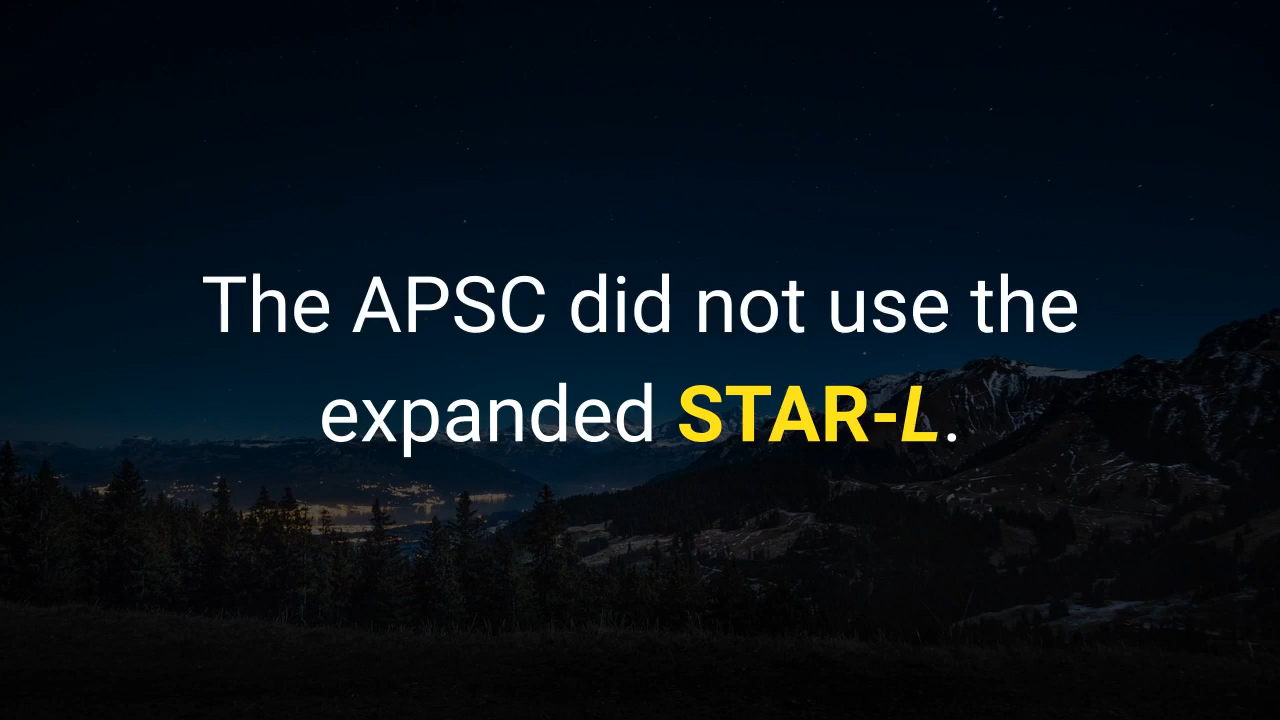 The APSC did not use the
expanded STAR-L.